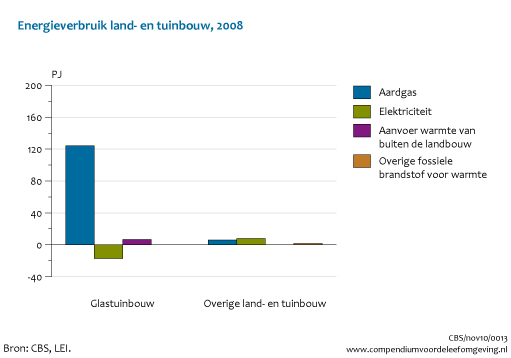 Energieverbruik land- en tuinbouw, 2008
PJ
200
160
120
80
40
0
-40
Glastuinbouw
Overige land- en tuinbouw
Aardgas
Elektriciteit
Aanvoer warmte van
buiten de landbouw
Overige fossiele
brandstof voor warmte
Bron: CBS, LEI.
CBS/nov10/0013
www.compendiumvoordeleefomgeving.nl